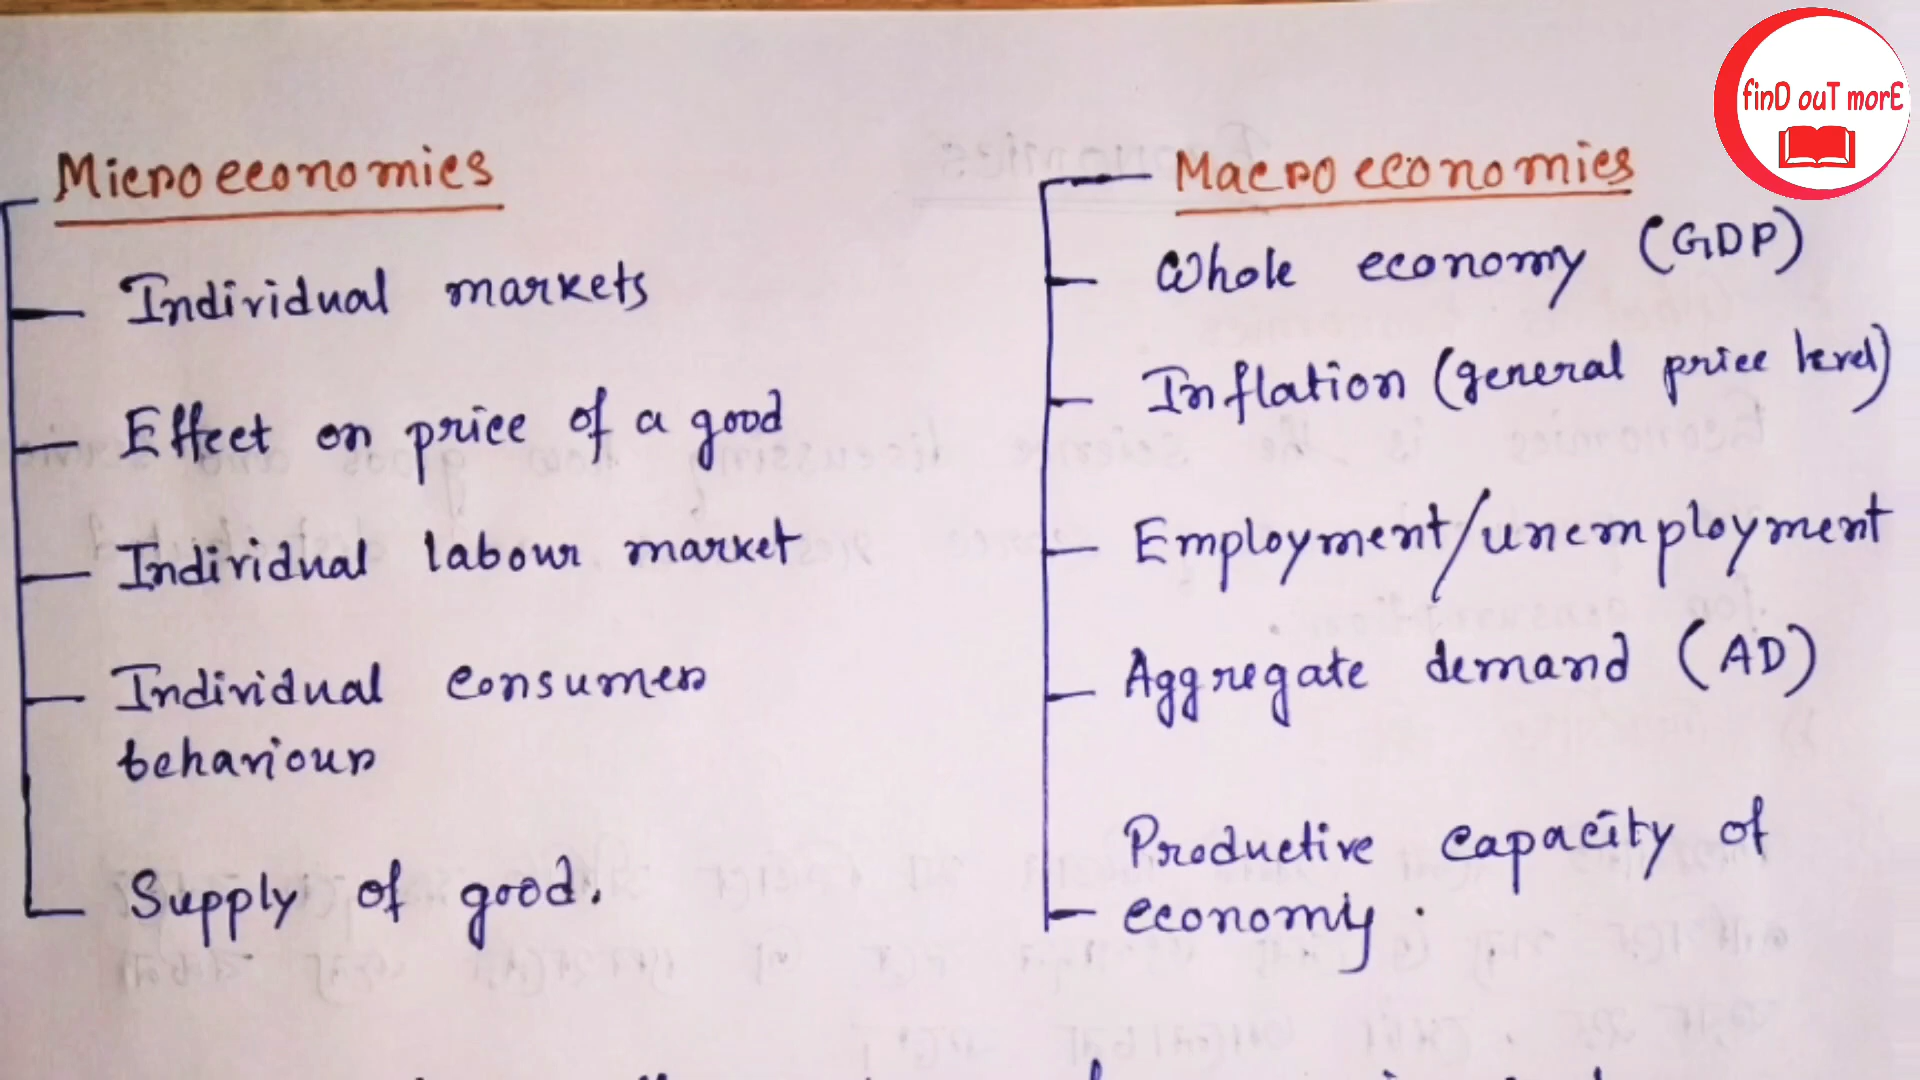 finD ouT morE
Microeconomics
Individual markets
Effect on price of a good
Individual labour market
Individual consumer
behaviour
Supply of good.
Macroeconomics
Whole economy (GDP)
Inflation (general price level)
Employment/unemployment
Aggregate demand (AD)
Productive capacity of
economy.